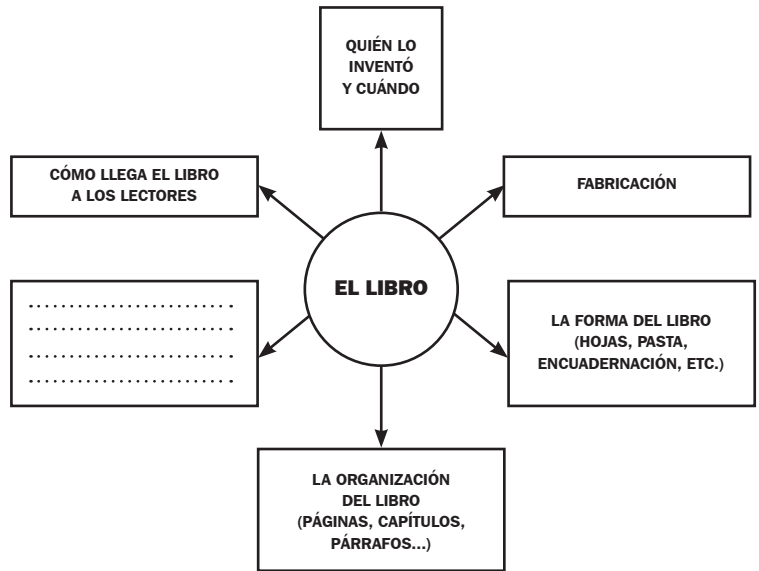 QUIÉN LO
INVENTÓ
Y CUÁNDO
CÓMO LLEGA EL LIBRO
A LOS LECTORES
FABRICACIÓN
EL LIBRO
LA FORMA DEL LIBRO
(HOJAS, PASTA,
ENCUADERNACIÓN, ETC.)
LA ORGANIZACIÓN
DEL LIBRO
(PÁGINAS, CAPÍTULOS,
PÁRRAFOS...)